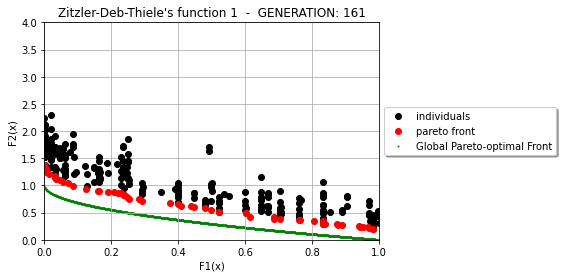 Zitzler-Deb-Thiele's function 1 - GENERATION: 161
4.0
3.5
3.0
2.5
2.0
1.5
1.0
0.5
0.0
F2(x)
0.0 0.2 0.4 0.6 0.8 1.0
F1(x)
individuals
pareto front
Global Pareto-optimal Front